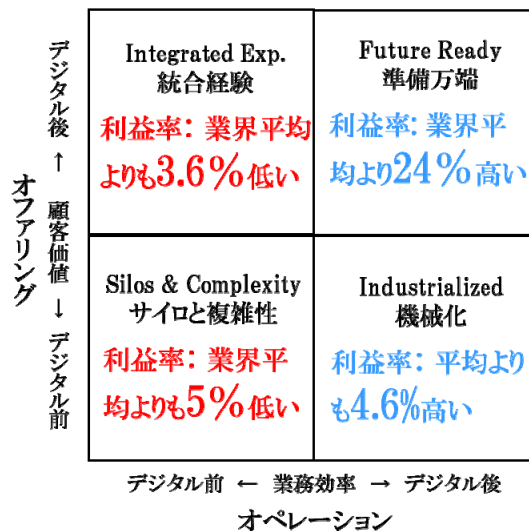 Integrated Exp.
統合経験
利益率: 業界平均
よりも3.6%低い
Future Ready
準備万端
利益率: 業界平
均より24%高い
Silos & Complexity
サイロと複雑性
利益率: 業界平
均よりも5%低い
Industrialized
機械化
利益率: 平均より
も4.6%高い
オファリング
デジタル前 ← 顧客価値 → デジタル後
デジタル前 ← 業務効率 → デジタル後
オペレーション